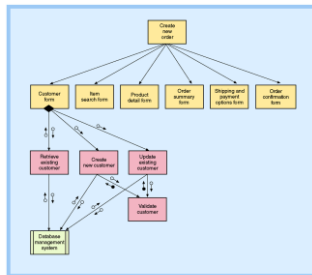 Create
new
order
Customer
form
Item
search form
Product
detail form
Order
summary
form
Shipping and
payment
options form
Order
confirmation
form
Retrieve
existing
customer
Create
new customer
Update
existing
customer
Validate
customer
Database
management
system